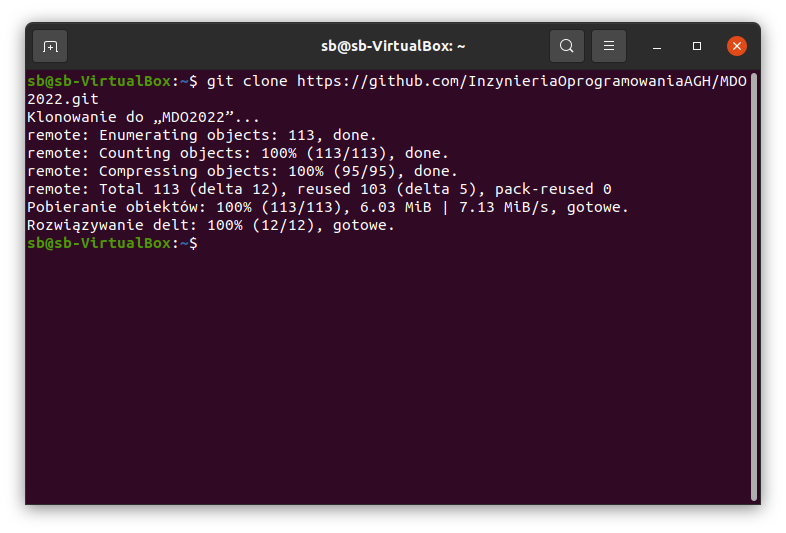 sb@sb-VirtualBox: ~
sb@sb-VirtualBox:~$ git clone https://github.com/InzynieriaOprogramowaniaAGH/MDO
2022.git
Klonowanie do „MDO2022”...
remote: Enumerating objects: 113, done.
remote: Counting objects: 100% (113/113), done.
remote: Compressing objects: 100% (95/95), done.
remote: Total 113 (delta 12), reused 103 (delta 5), pack-reused 0
Pobieranie obiektów: 100% (113/113), 6.03 MiB | 7.13 MiB/s, gotowe.
Rozwiązywanie delt: 100% (12/12), gotowe.
sb@sb-VirtualBox:~$